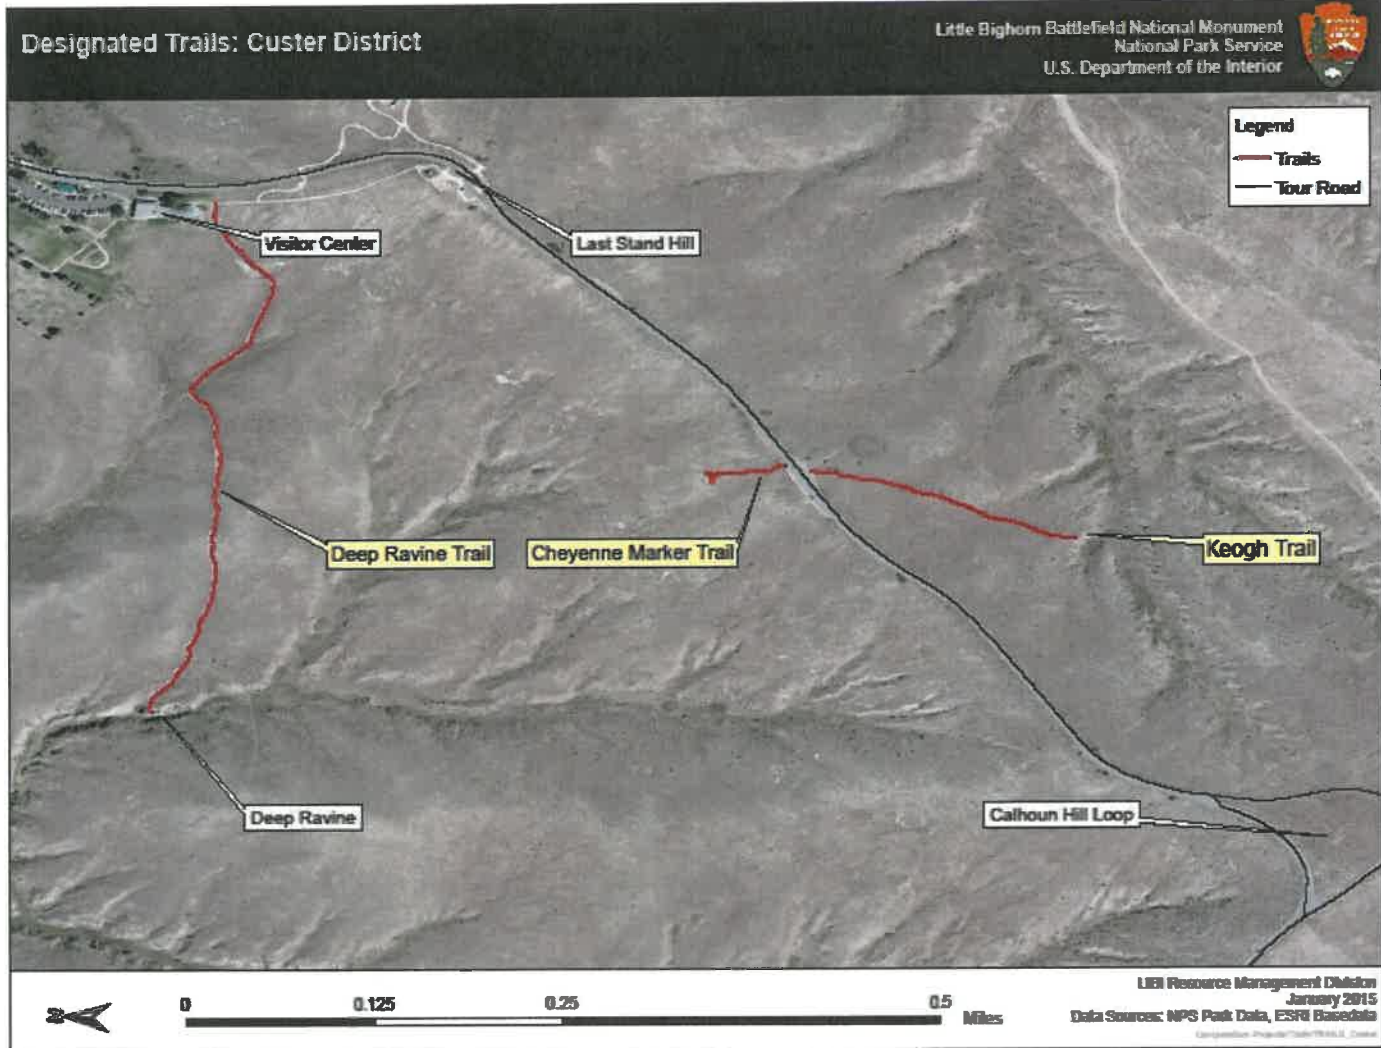 Designated Trails: Custer District
Little Bighorn Battlefield National Monument
National Park Service
U.S. Department of the Interior
Legend
Trails
Tour Road
Visitor Center
Last Stand Hill
Deep Ravine Trail
Cheyenne Marker Trail
Keogh Trail
Deep Ravine
Calhoun Hill Loop
N
0 0.125 0.25 0.5
Miles
LIBI Resource Management Division
January 2015
Data Sources: NPS Park Data, ESRI Basedata